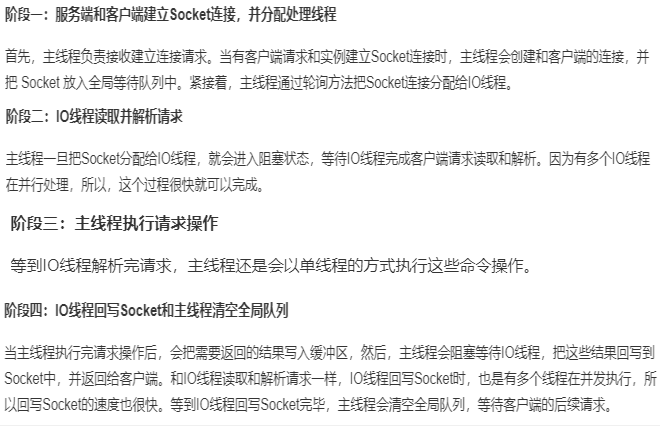 阶段一：服务端和客户端建立Socket连接，并分配处理线程
首先，主线程负责接收建立连接请求。当有客户端请求和实例建立Socket连接时，主线程会创建和客户端的连接，并
把 Socket 放入全局等待队列中。紧接着，主线程通过轮询方法把Socket连接分配给IO线程。
阶段二：IO线程读取并解析请求
主线程一旦把Socket分配给IO线程，就会进入阻塞状态，等待IO线程完成客户端请求读取和解析。因为有多个IO线程
在并行处理，所以，这个过程很快就可以完成。
阶段三：主线程执行请求操作
等到IO线程解析完请求，主线程还是会以单线程的方式执行这些命令操作。
阶段四：IO线程回写Socket和主线程清空全局队列
当主线程执行完请求操作后，会把需要返回的结果写入缓冲区，然后，主线程会阻塞等待IO线程，把这些结果回写到
Socket中，并返回给客户端。和IO线程读取和解析请求一样，IO线程回写Socket时，也是有多个线程在并发执行，所
以回写Socket的速度也很快。等到IO线程回写Socket完毕，主线程会清空全局队列，等待客户端的后续请求。